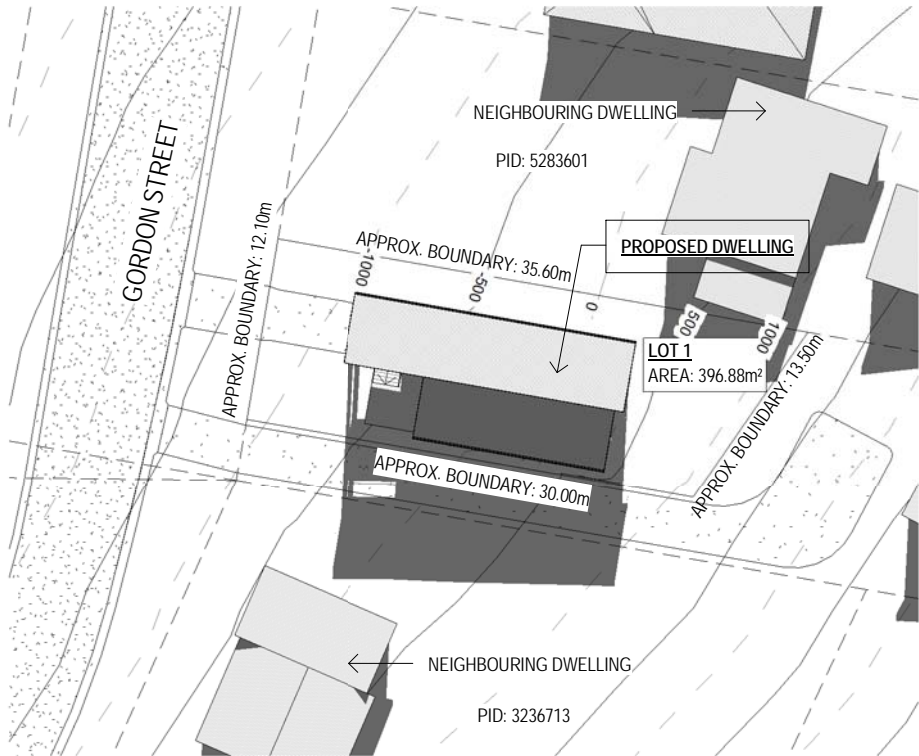 NEIGHBOURING DWELLING
PID: 5283601
GORDON STREET
APPROX. BOUNDARY: 12.10m
APPROX. BOUNDARY: 35.60m
PROPOSED DWELLING
-1000
-500
0
500
1000
LOT 1
AREA: 396.88m²
APPROX. BOUNDARY: 13.50m
APPROX. BOUNDARY: 30.00m
NEIGHBOURING DWELLING
PID: 3236713